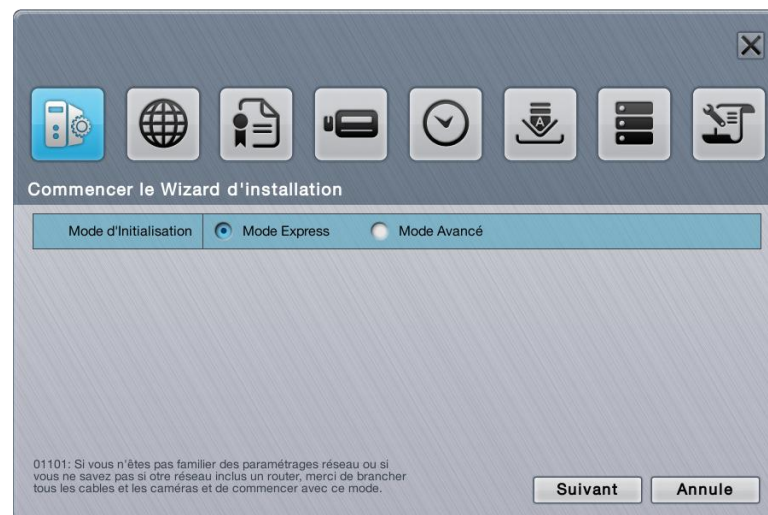 Commencer le Wizard d'installation
Mode d'Initialisation Mode Express Mode Avancé
01101: Si vous n'êtes pas familier des paramétrages réseau ou si
vous ne savez pas si otre réseau inclus un router, merci de brancher
tous les cables et les caméras et de commencer avec ce mode.
Suivant Annule